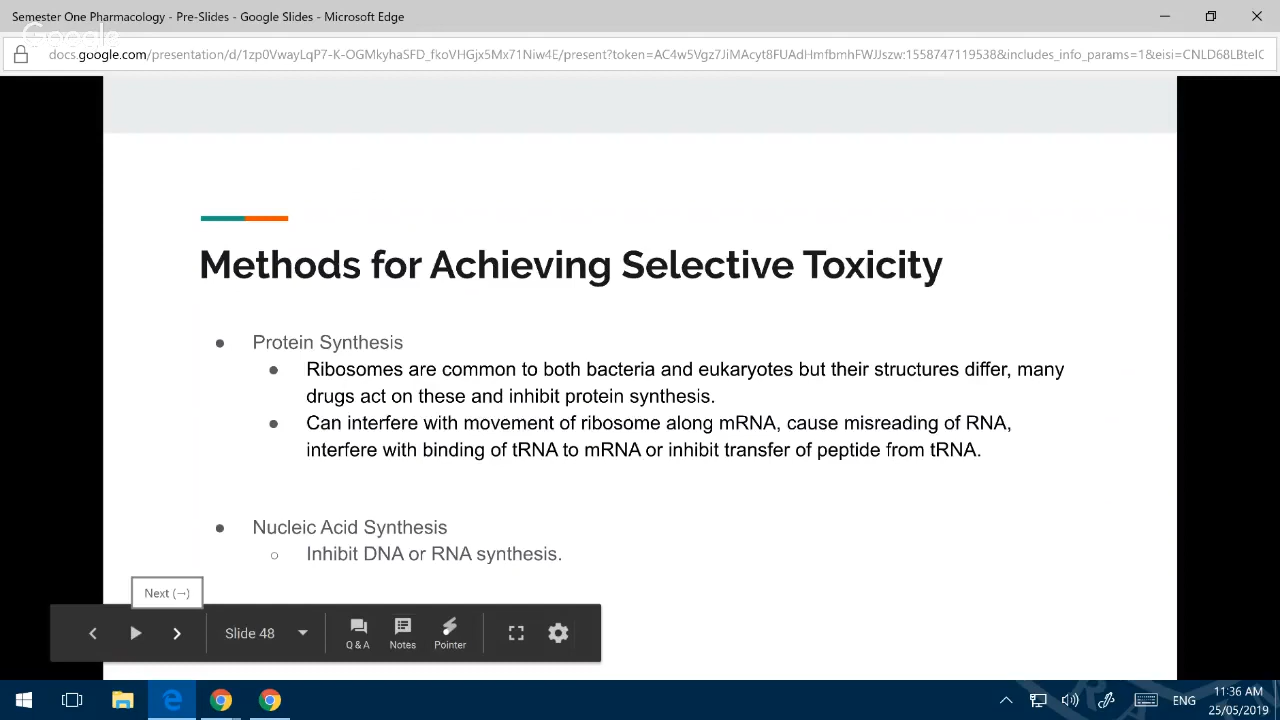 Semester One Pharmacology - Pre-Slides - Google Slides - Microsoft Edge
Google
docs.google.com/presentation/d/1zp0VwayLqP7-K-OGMkyhaSFD_fkoVHGjx5Mx71Niw4E/present?token=AC4w5Vgz7JiMAcyt8FUAdHmfbmhFWJJszw:1558747119538&includes_info_params=1&eisi=CNLD68LBteIC
Methods for Achieving Selective Toxicity
● Protein Synthesis
● Ribosomes are common to both bacteria and eukaryotes but their structures differ, many
drugs act on these and inhibit protein synthesis.
● Can interfere with movement of ribosome along mRNA, cause misreading of RNA,
interfere with binding of tRNA to mRNA or inhibit transfer of peptide from tRNA.
● Nucleic Acid Synthesis
○ Inhibit DNA or RNA synthesis.
Next (→)
Slide 48
Q & A Notes Pointer
ENG
11:36 AM
25/05/2019